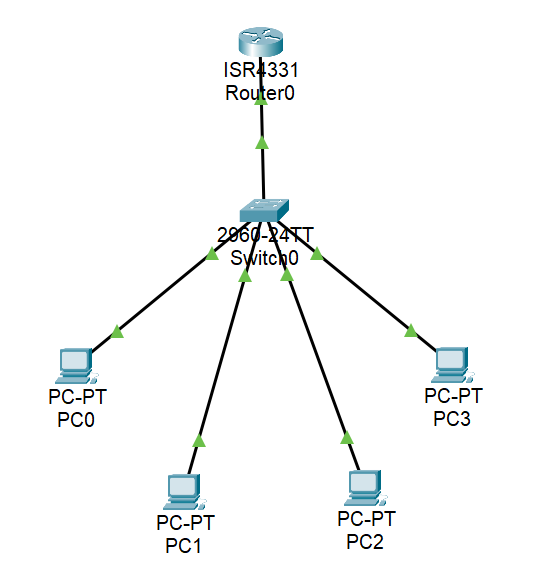 ISR4331
Router0
2960-24TT
Switch0
PC-PT
PC0
PC-PT
PC3
PC-PT
PC1
PC-PT
PC2